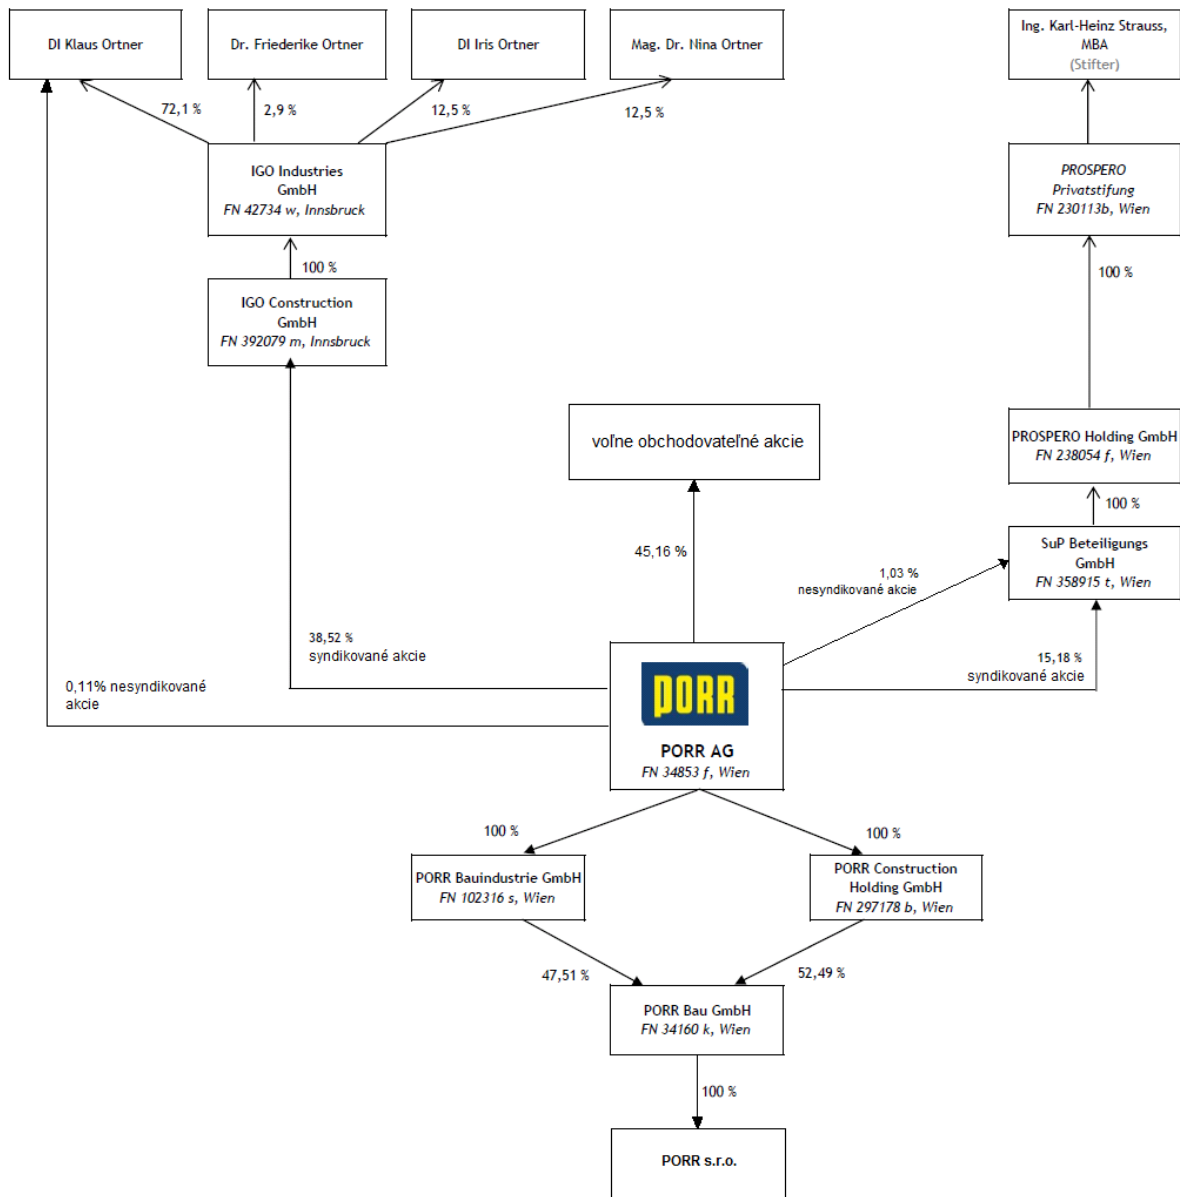 DI Klaus Ortner
Dr. Friederike Ortner
DI Iris Ortner
Mag. Dr. Nina Ortner
Ing. Karl-Heinz Strauss,
MBA
(Stifter)
72,1 %
2,9 %
12,5 %
12,5 %
IGO Industries
GmbH
FN 42734 w, Innsbruck
PROSPERO
Privatstifung
FN 230113b, Wien
100 %
100 %
IGO Construction
GmbH
FN 392079 m, Innsbruck
voľne obchodovateľné akcie
PROSPERO Holding GmbH
FN 238054 f, Wien
100 %
45,16 %
SuP Beteiligungs
GmbH
FN 358915 t, Wien
1,03 %
nesyndikované akcie
38,52 %
syndikované akcie
15,18 %
syndikované akcie
0,11% nesyndikované
akcie
PORR
PORR AG
FN 34853 f, Wien
100 %
100 %
PORR Bauindustrie GmbH
FN 102316 s, Wien
PORR Construction
Holding GmbH
FN 297178 b, Wien
47,51 %
52,49 %
PORR Bau GmbH
FN 34160 k, Wien
100 %
PORR s.r.o.